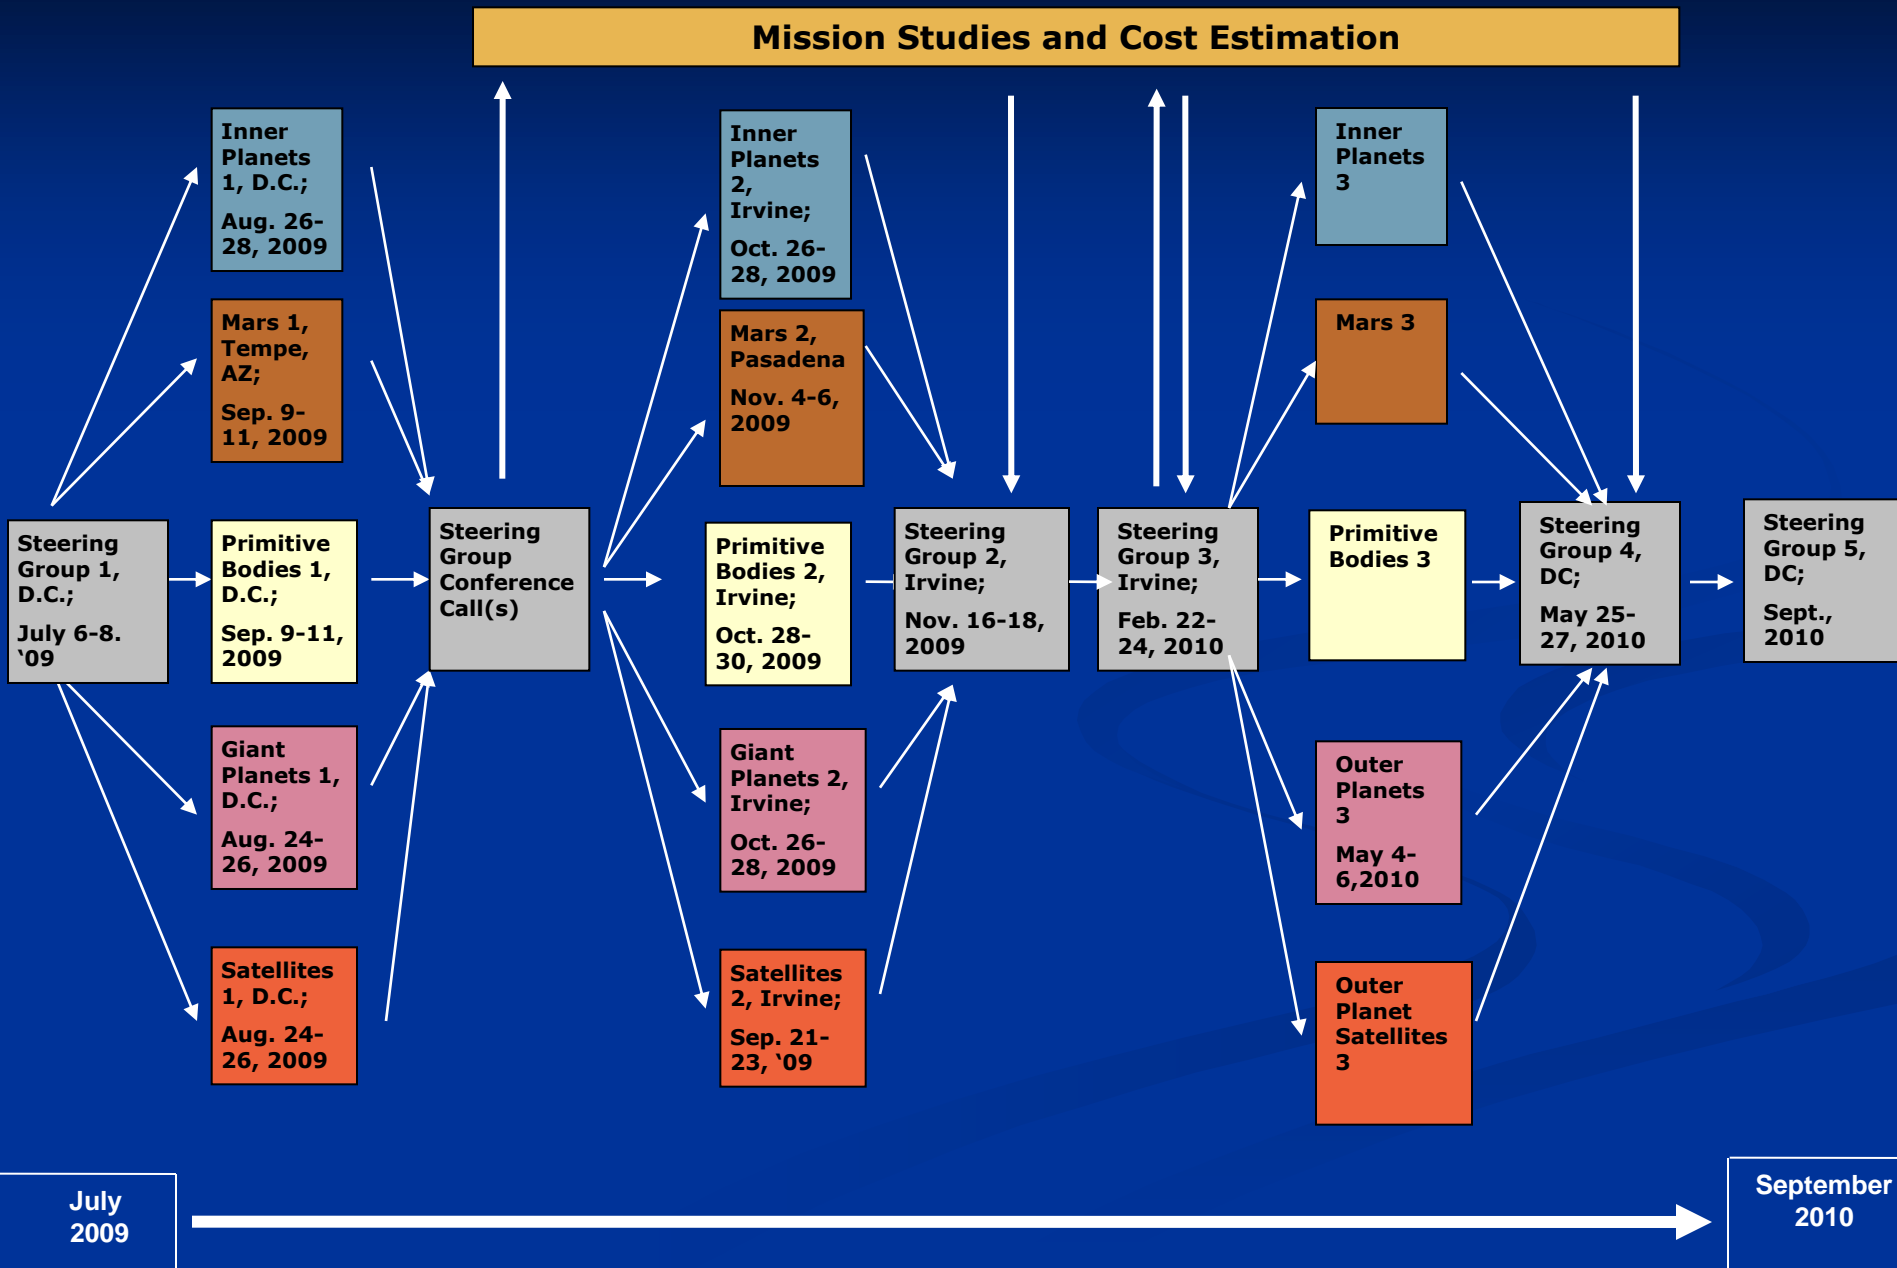 Mission Studies and Cost Estimation
Inner
Planets
1, D.C.;
Aug. 26-
28, 2009
Mars 1,
Tempe,
AZ;
Sep. 9-
11, 2009
Steering
Group 1,
D.C.;
July 6-8.
‘09
Primitive
Bodies 1,
D.C.;
Sep. 9-11,
2009
Giant
Planets 1,
D.C.;
Aug. 24-
26, 2009
Satellites
1, D.C.;
Aug. 24-
26, 2009
Steering
Group
Conference
Call(s)
Inner
Planets
2,
Irvine;
Oct. 26-
28, 2009
Mars 2,
Pasadena
Nov. 4-6,
2009
Primitive
Bodies 2,
Irvine;
Oct. 28-
30, 2009
Giant
Planets 2,
Irvine;
Oct. 26-
28, 2009
Satellites
2, Irvine;
Sep. 21-
23, ‘09
Steering
Group 2,
Irvine;
Nov. 16-18,
2009
Steering
Group 3,
Irvine;
Feb. 22-
24, 2010
Inner
Planets
3
Mars 3
Primitive
Bodies 3
Outer
Planets
3
May 4-
6,2010
Outer
Planet
Satellites
3
Steering
Group 4,
DC;
May 25-
27, 2010
Steering
Group 5,
DC;
Sept.,
2010
July
2009
September
2010